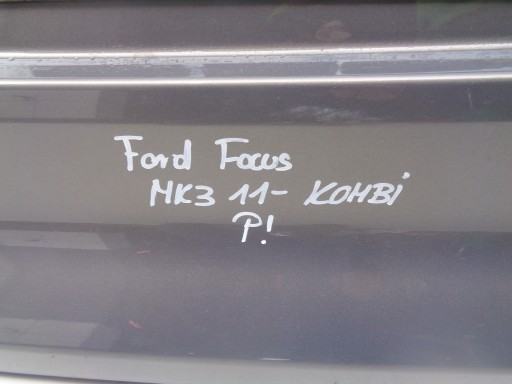 Ford Focus
MK3 11- KOMBi
P!